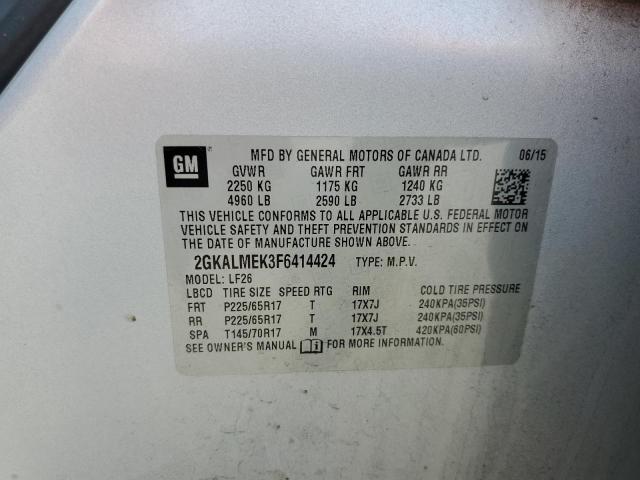 GM
MFD BY GENERAL MOTORS OF CANADA LTD. 06/15
GVWR GAWR FRT GAWR RR
2250 KG 1175 KG 1240 KG
4960 LB 2590 LB 2733 LB
THIS VEHICLE CONFORMS TO ALL APPLICABLE U.S. FEDERAL MOTOR
VEHICLE SAFETY AND THEFT PREVENTION STANDARDS IN EFFECT ON
THE DATE OF MANUFACTURE SHOWN ABOVE.
2GKALMEK3F6414424 TYPE: M.P.V.
MODEL: LF26
LBCD TIRE SIZE SPEED RTG RIM COLD TIRE PRESSURE
FRT P225/65R17 T 17X7J 240KPA(35PSI)
RR P225/65R17 T 17X7J 240KPA(35PSI)
SPA T145/70R17 M 17X4.5T 420KPA(60PSI)
SEE OWNER'S MANUAL FOR MORE INFORMATION.